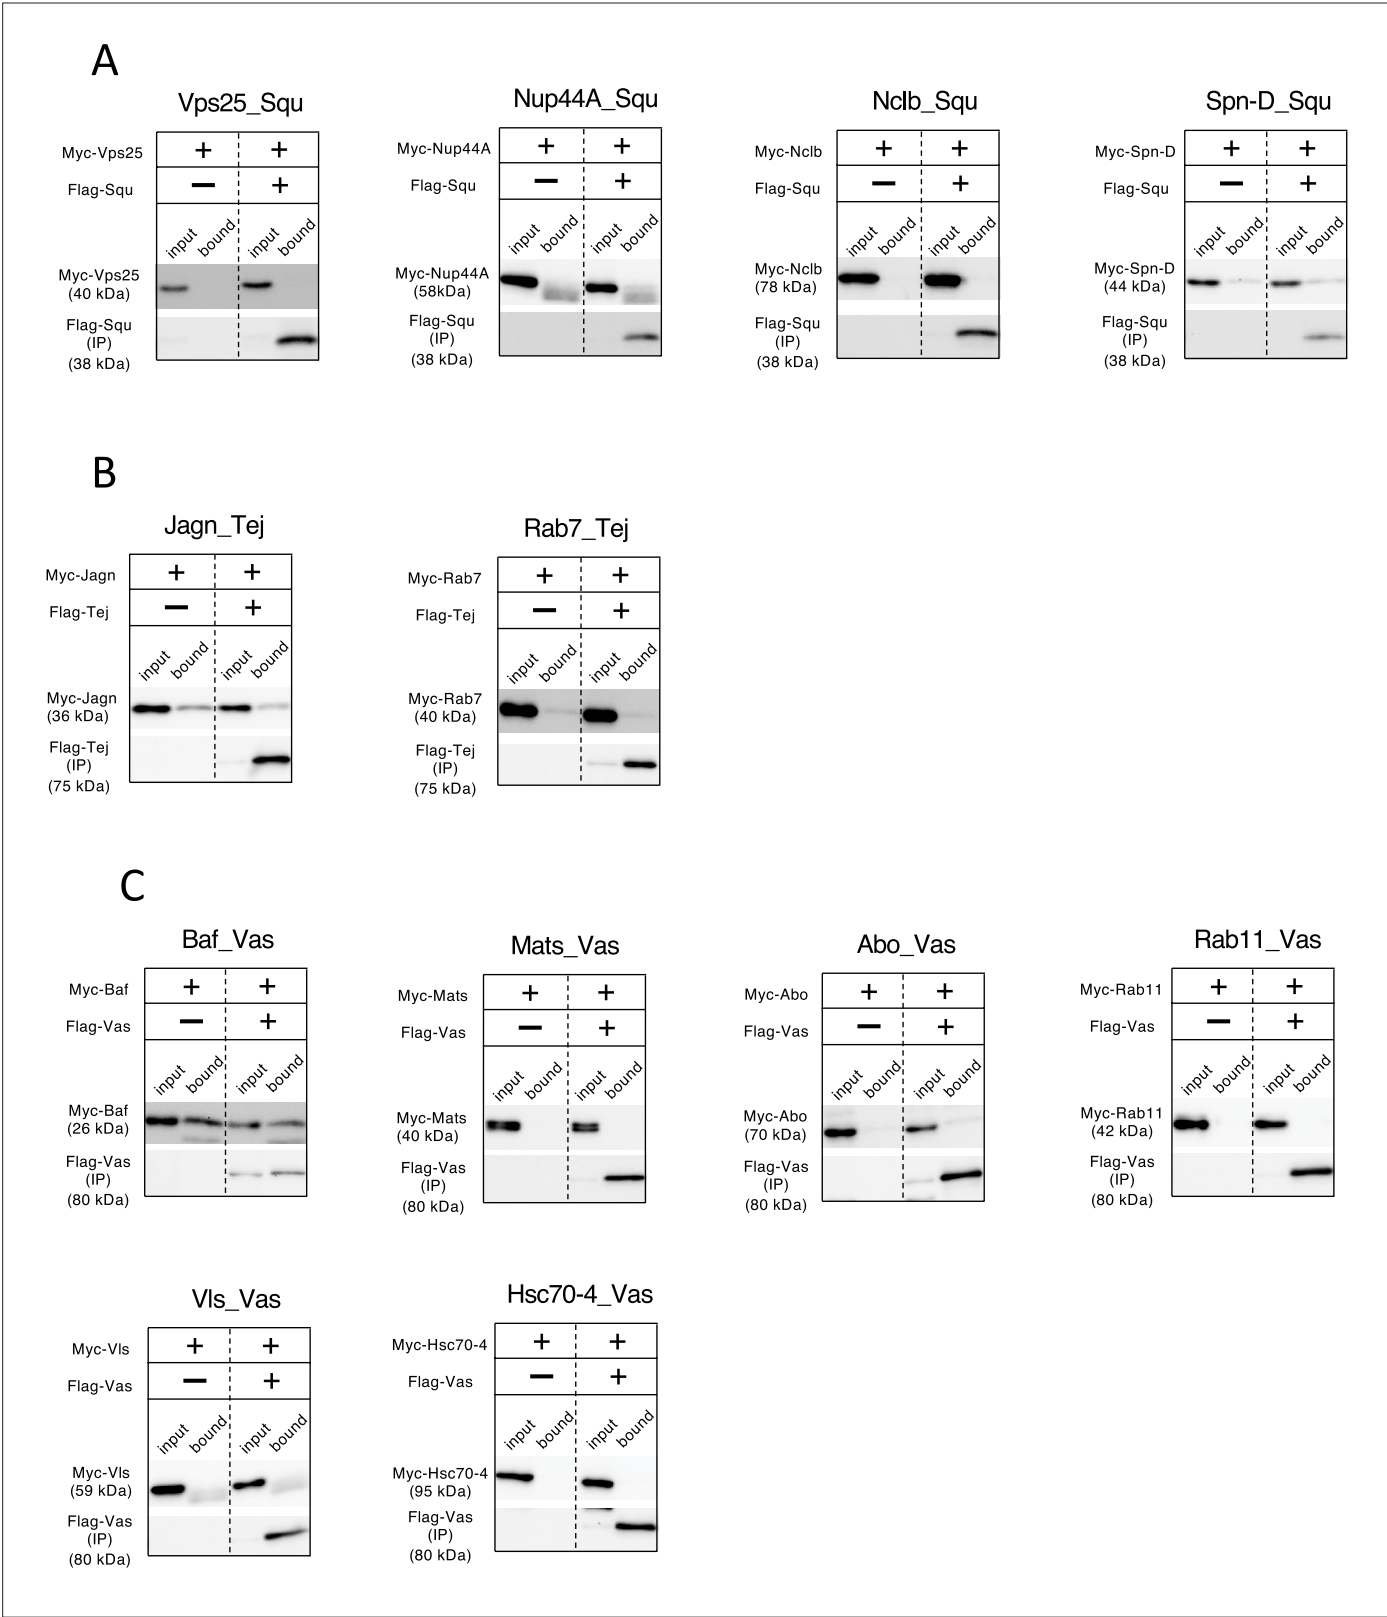 A
Vps25_Squ
Myc-Vps25 + +
Flag-Squ — +
input bound input bound
Myc-Vps25
(40 kDa)
Flag-Squ
(IP)
(38 kDa)
Nup44A_Squ
Myc-Nup44A + +
Flag-Squ — +
input bound input bound
Myc-Nup44A
(58kDa)
Flag-Squ
(IP)
(38 kDa)
Nclb_Squ
Myc-Nclb + +
Flag-Squ — +
input bound input bound
Myc-Nclb
(78 kDa)
Flag-Squ
(IP)
(38 kDa)
Spn-D_Squ
Myc-Spn-D + +
Flag-Squ — +
input bound input bound
Myc-Spn-D
(44 kDa)
Flag-Squ
(IP)
(38 kDa)
B
Jagn_Tej
Myc-Jagn + +
Flag-Tej — +
input bound input bound
Myc-Jagn
(36 kDa)
Flag-Tej
(IP)
(75 kDa)
Rab7_Tej
Myc-Rab7 + +
Flag-Tej — +
input bound input bound
Myc-Rab7
(40 kDa)
Flag-Tej
(IP)
(75 kDa)
C
Baf_Vas
Myc-Baf + +
Flag-Vas — +
input bound input bound
Myc-Baf
(26 kDa)
Flag-Vas
(IP)
(80 kDa)
Mats_Vas
Myc-Mats + +
Flag-Vas — +
input bound input bound
Myc-Mats
(40 kDa)
Flag-Vas
(IP)
(80 kDa)
Abo_Vas
Myc-Abo + +
Flag-Vas — +
input bound input bound
Myc-Abo
(70 kDa)
Flag-Vas
(IP)
(80 kDa)
Rab11_Vas
Myc-Rab11 + +
Flag-Vas — +
input bound input bound
Myc-Rab11
(42 kDa)
Flag-Vas
(IP)
(80 kDa)
Vls_Vas
Myc-Vls + +
Flag-Vas — +
input bound input bound
Myc-Vls
(59 kDa)
Flag-Vas
(IP)
(80 kDa)
Hsc70-4_Vas
Myc-Hsc70-4 + +
Flag-Vas — +
input bound input bound
Myc-Hsc70-4
(95 kDa)
Flag-Vas
(IP)
(80 kDa)